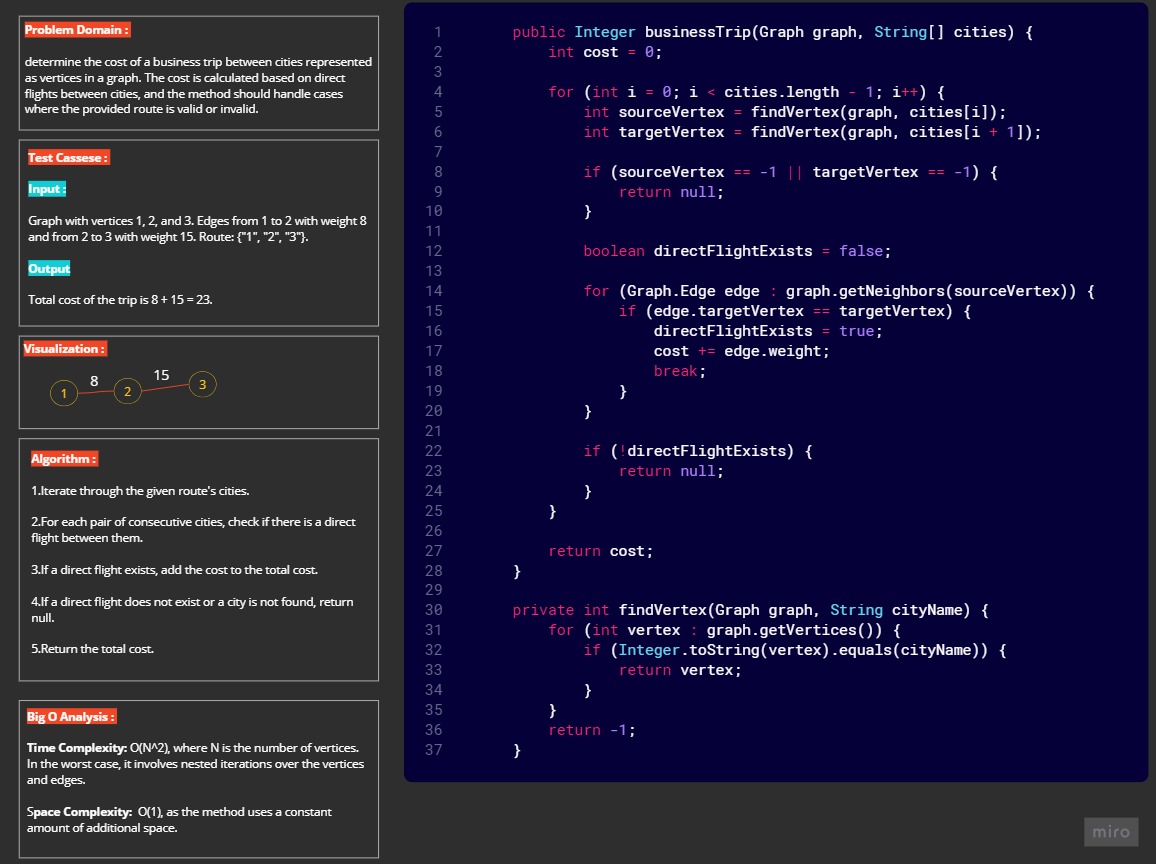 Problem Domain :
determine the cost of a business trip between cities represented
as vertices in a graph. The cost is calculated based on direct
flights between cities, and the method should handle cases
where the provided route is valid or invalid.
Test Cassese :
Input :
Graph with vertices 1, 2, and 3. Edges from 1 to 2 with weight 8
and from 2 to 3 with weight 15. Route: {"1", "2", "3"}.
Output
Total cost of the trip is 8 + 15 = 23.
Visualization :
8 15
1 2 3
Algorithm :
1.Iterate through the given route's cities.
2.For each pair of consecutive cities, check if there is a direct
flight between them.
3.If a direct flight exists, add the cost to the total cost.
4.If a direct flight does not exist or a city is not found, return
null.
5.Return the total cost.
Big O Analysis :
Time Complexity: O(N^2), where N is the number of vertices.
In the worst case, it involves nested iterations over the vertices
and edges.
Space Complexity: O(1), as the method uses a constant
amount of additional space.
1 public Integer businessTrip(Graph graph, String[] cities) {
2 int cost = 0;
3
4 for (int i = 0; i < cities.length - 1; i++) {
5 int sourceVertex = findVertex(graph, cities[i]);
6 int targetVertex = findVertex(graph, cities[i + 1]);
7
8 if (sourceVertex == -1 || targetVertex == -1) {
9 return null;
10 }
11
12 boolean directFlightExists = false;
13
14 for (Graph.Edge edge : graph.getNeighbors(sourceVertex)) {
15 if (edge.targetVertex == targetVertex) {
16 directFlightExists = true;
17 cost += edge.weight;
18 break;
19 }
20 }
21
22 if (!directFlightExists) {
23 return null;
24 }
25 }
26
27 return cost;
28 }
29
30 private int findVertex(Graph graph, String cityName) {
31 for (int vertex : graph.getVertices()) {
32 if (Integer.toString(vertex).equals(cityName)) {
33 return vertex;
34 }
35 }
36 return -1;
37 }
miro